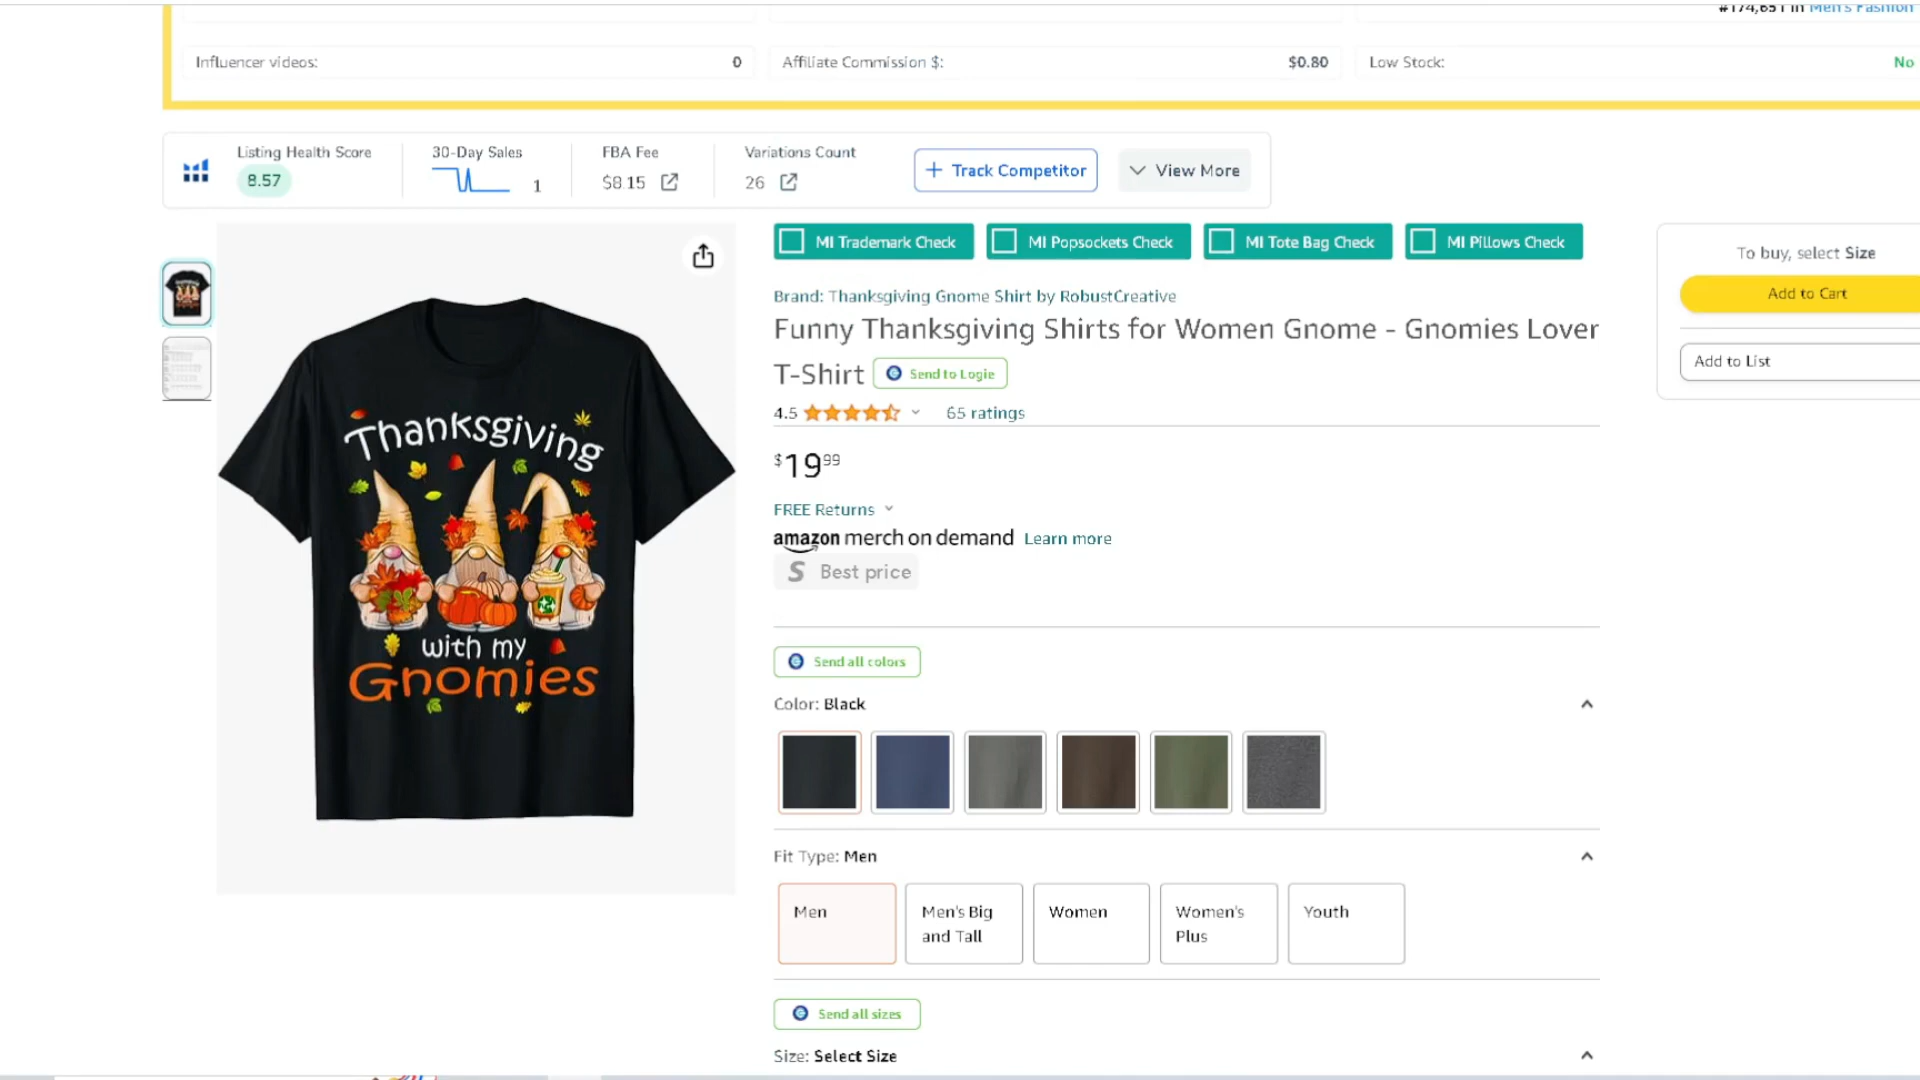 #174,651 in Men's Fashion
Influencer videos: 0
Affiliate Commission $: $0.80
Low Stock: No
Listing Health Score
8.57
30-Day Sales
1
FBA Fee
$8.15
Variations Count
26
+ Track Competitor
View More
MI Trademark Check
MI Popsockets Check
MI Tote Bag Check
MI Pillows Check
Brand: Thanksgiving Gnome Shirt by RobustCreative
Funny Thanksgiving Shirts for Women Gnome - Gnomies Lover
T-Shirt
Send to Logie
4.5
65 ratings
$19.99
FREE Returns
amazon merch on demand Learn more
S Best price
Send all colors
Color: Black
Fit Type: Men
Men
Men's Big
and Tall
Women
Women's
Plus
Youth
Send all sizes
Size: Select Size
To buy, select Size
Add to Cart
Add to List
Thanksgiving
with my
Gnomies